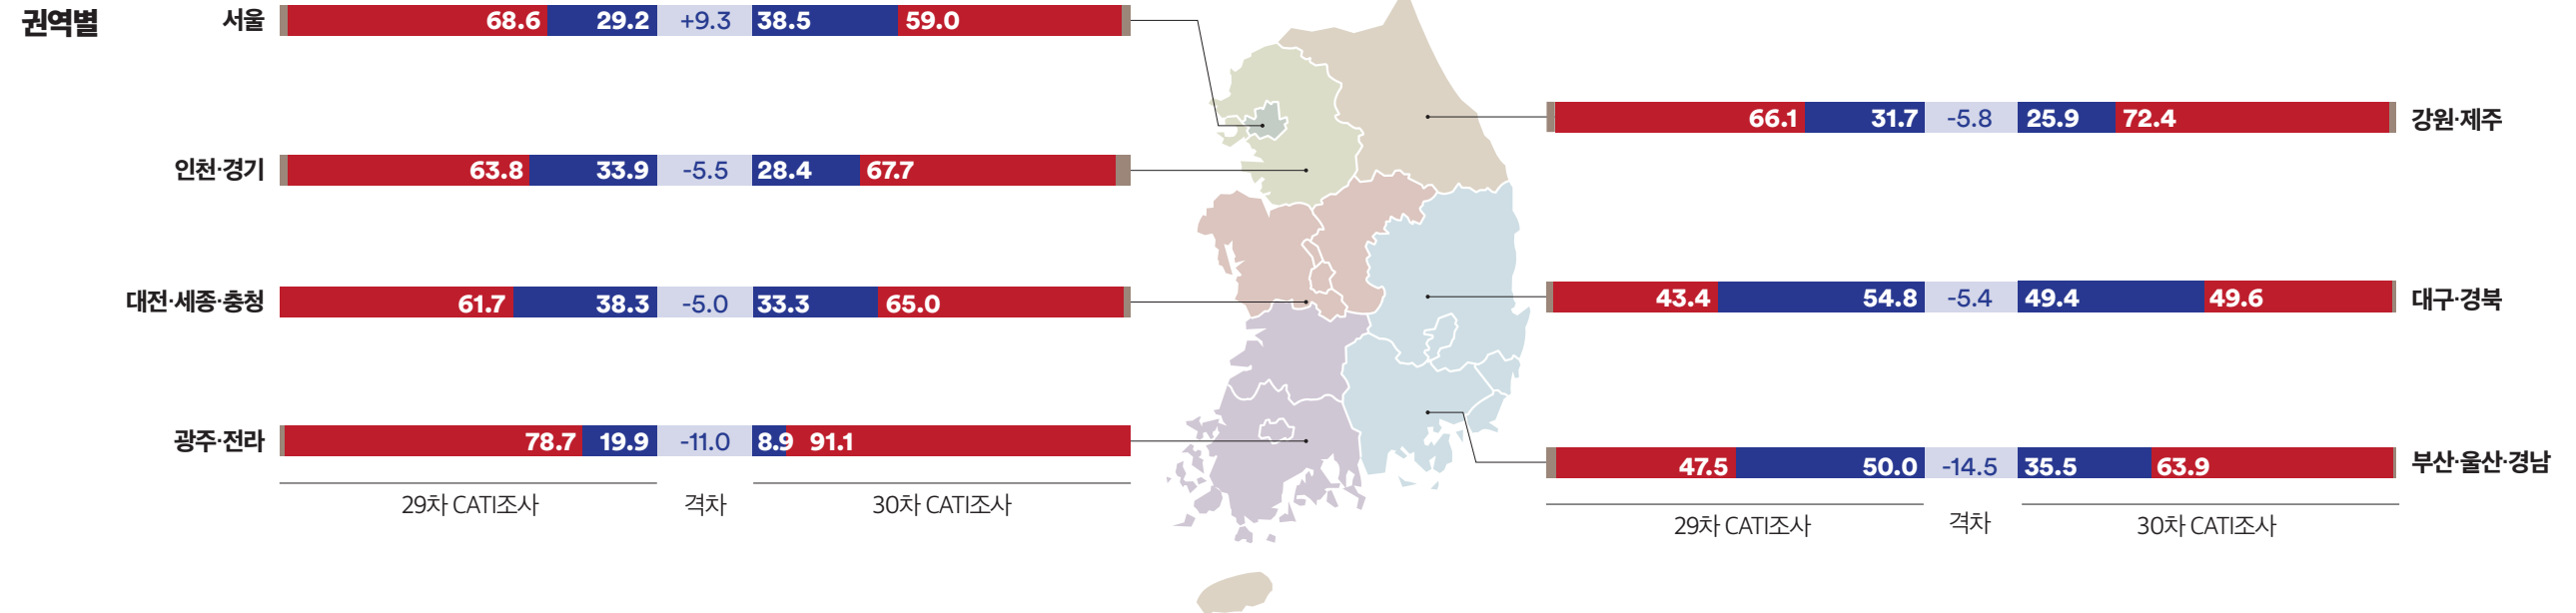 권역별
서울 68.6 29.2 +9.3 38.5 59.0
인천·경기 63.8 33.9 -5.5 28.4 67.7
대전·세종·충청 61.7 38.3 -5.0 33.3 65.0
광주·전라 78.7 19.9 -11.0 8.9 91.1
29차 CATI조사 격차 30차 CATI조사
66.1 31.7 -5.8 25.9 72.4 강원·제주
43.4 54.8 -5.4 49.4 49.6 대구·경북
47.5 50.0 -14.5 35.5 63.9 부산·울산·경남
29차 CATI조사 격차 30차 CATI조사